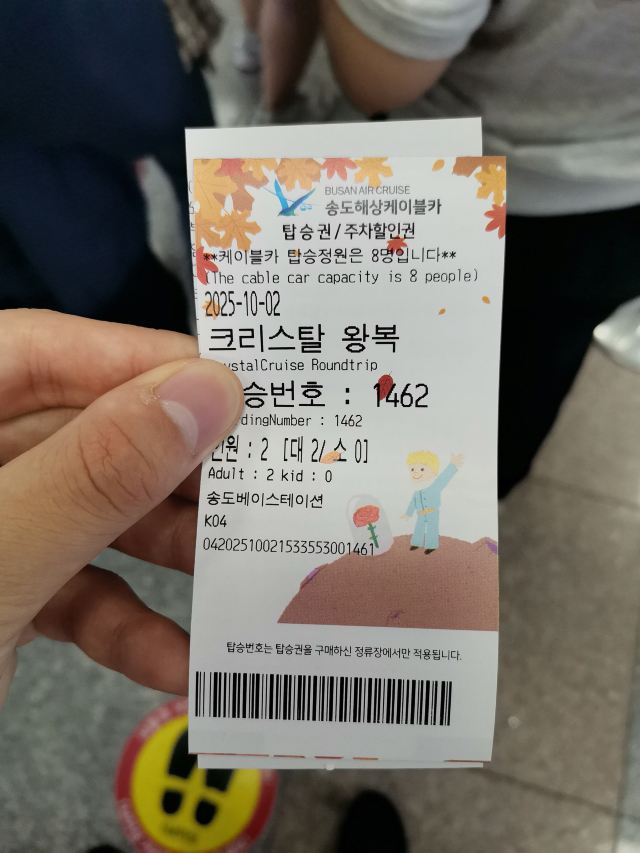 BUSAN AIR CRUISE
송도해상케이블카
탑승권/주차할인권
**케이블카 탑승정원은 8명입니다**
(The cable car capacity is 8 people)
2025-10-02
크리스탈 왕복
ystalCruise Roundtrip
승번호 : 1462
dingNumber : 1462
인원 : 2 [대 2/ 소 0]
Adult : 2 kid : 0
송도베이스테이션
K04
04202510021533553001461
탑승번호는 탑승권을 구매하신 정류장에서만 적용됩니다.